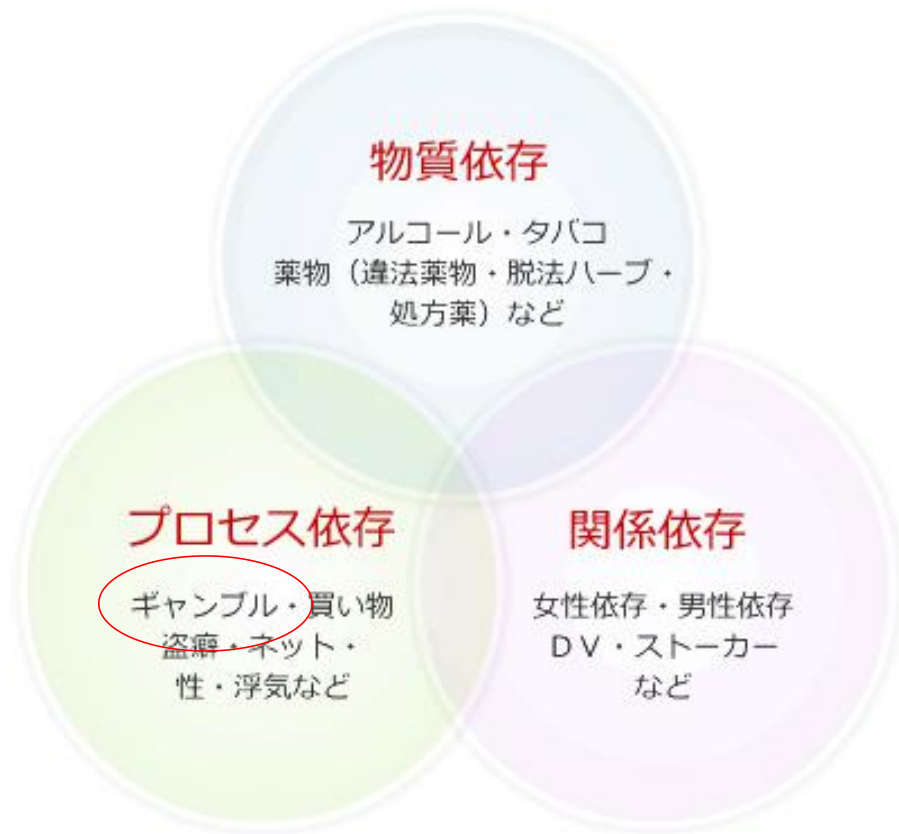 物質依存
アルコール・タバコ
薬物（違法薬物・脱法ハーブ・
処方薬）など
プロセス依存
ギャンブル・買い物
盗癖・ネット・
性・浮気など
関係依存
女性依存・男性依存
ＤＶ・ストーカー
など